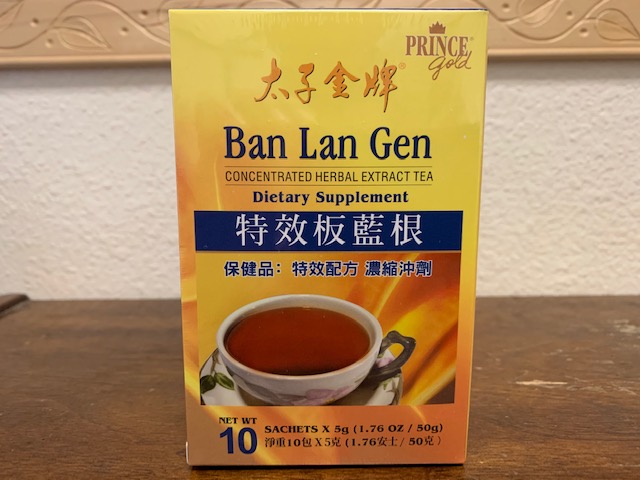 PRINCE®
gold
太子金牌®
Ban Lan Gen
CONCENTRATED HERBAL EXTRACT TEA
Dietary Supplement
特效板藍根
保健品：特效配方 濃縮沖劑
NET WT
10 SACHETS X 5g (1.76 OZ / 50g)
淨重10包X5克 (1.76安士/ 50克)